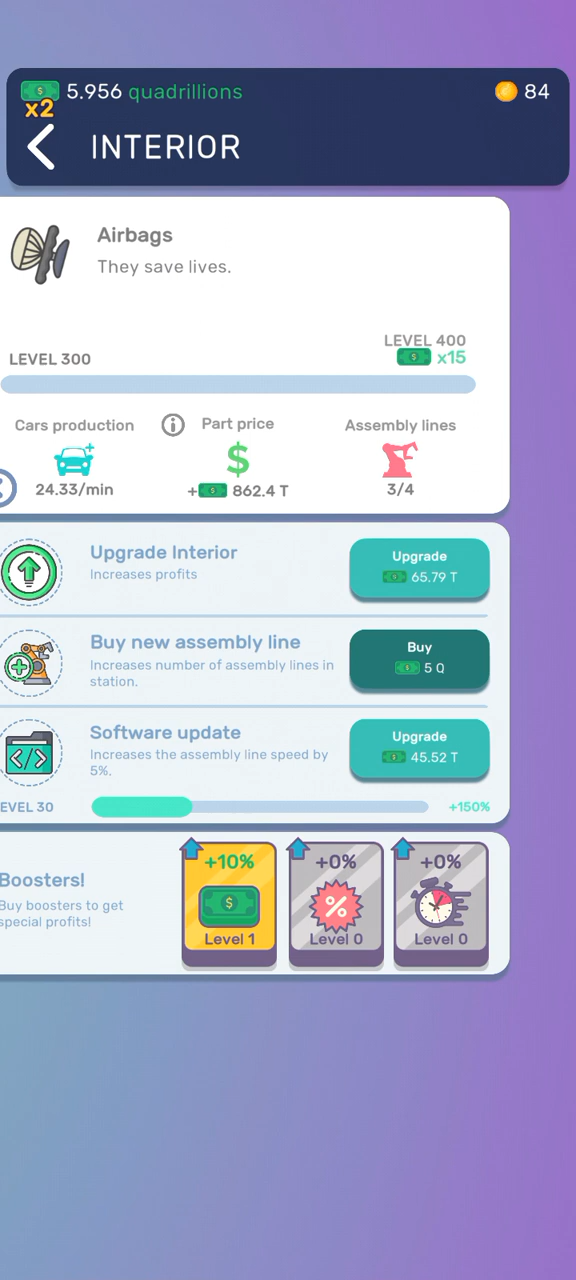 5.956 quadrillions
84
x2
INTERIOR
Airbags
They save lives.
LEVEL 400
LEVEL 300
x15
Cars production
Part price
Assembly lines
24.33/min
+ 862.4 T
3/4
Upgrade Interior
Increases profits
Upgrade
65.79 T
Buy new assembly line
Increases number of assembly lines in
station.
Buy
5 Q
Software update
Increases the assembly line speed by
5%.
Upgrade
45.52 T
EVEL 30
+150%
Boosters!
Buy boosters to get
special profits!
+10%
Level 1
+0%
Level 0
+0%
Level 0